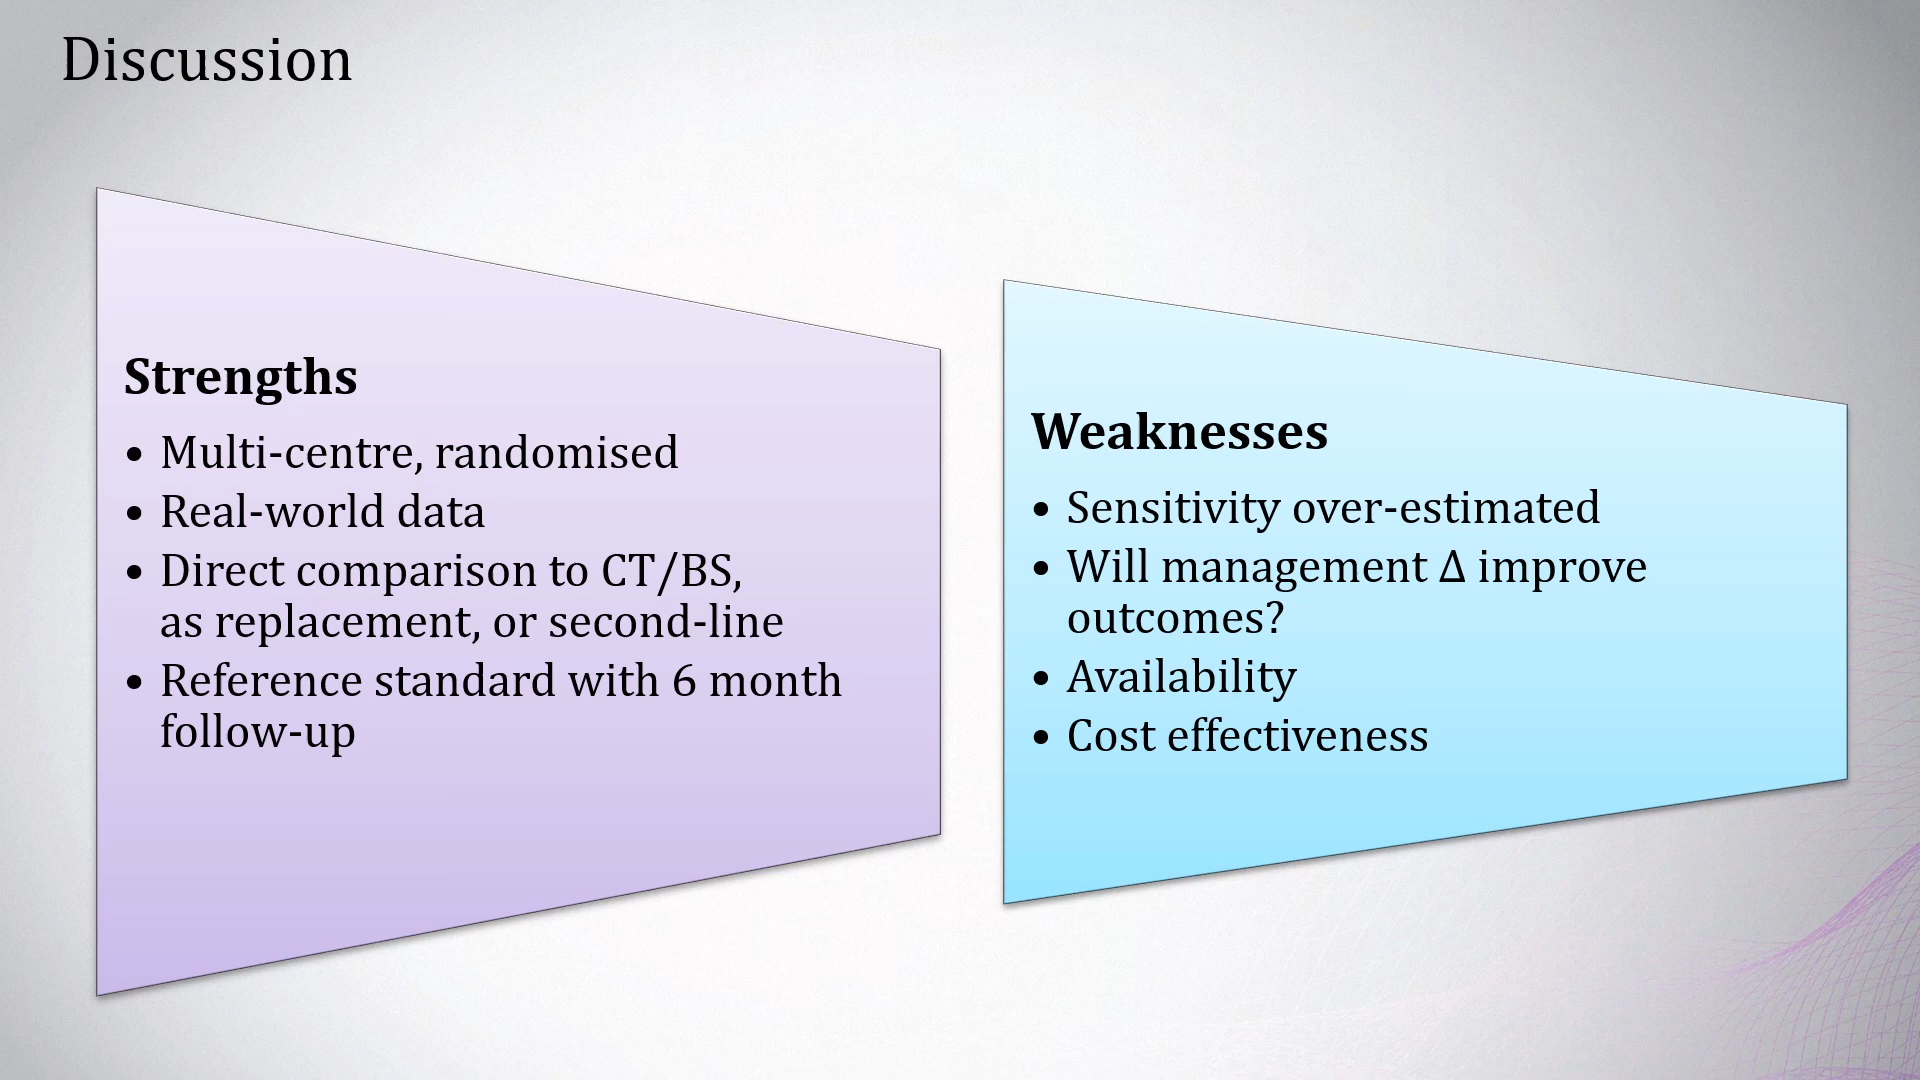 Discussion
Strengths
• Multi-centre, randomised
• Real-world data
• Direct comparison to CT/BS,
as replacement, or second-line
• Reference standard with 6 month
follow-up
Weaknesses
• Sensitivity over-estimated
• Will management Δ improve
outcomes?
• Availability
• Cost effectiveness